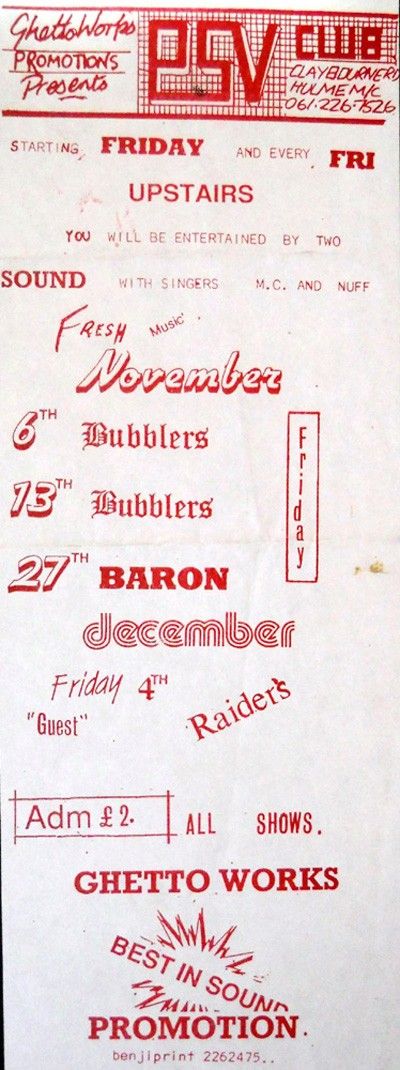 GhettoWorks
PROMOTIONS
Presents
PSV CLUB
CLAYBOURNE RD
HULME M/C
061·226·7526
STARTING FRIDAY AND EVERY FRI
UPSTAIRS
YOU WILL BE ENTERTAINED BY TWO
SOUND WITH SINGERS M.C. AND NUFF
FRESH Music
November
6TH Bubblers
13TH Bubblers
Friday
27TH BARON
december
Friday 4TH
"Guest" Raider's
Adm £2. ALL SHOWS.
GHETTO WORKS
BEST IN SOUND
PROMOTION.
benjiprint 2262475..